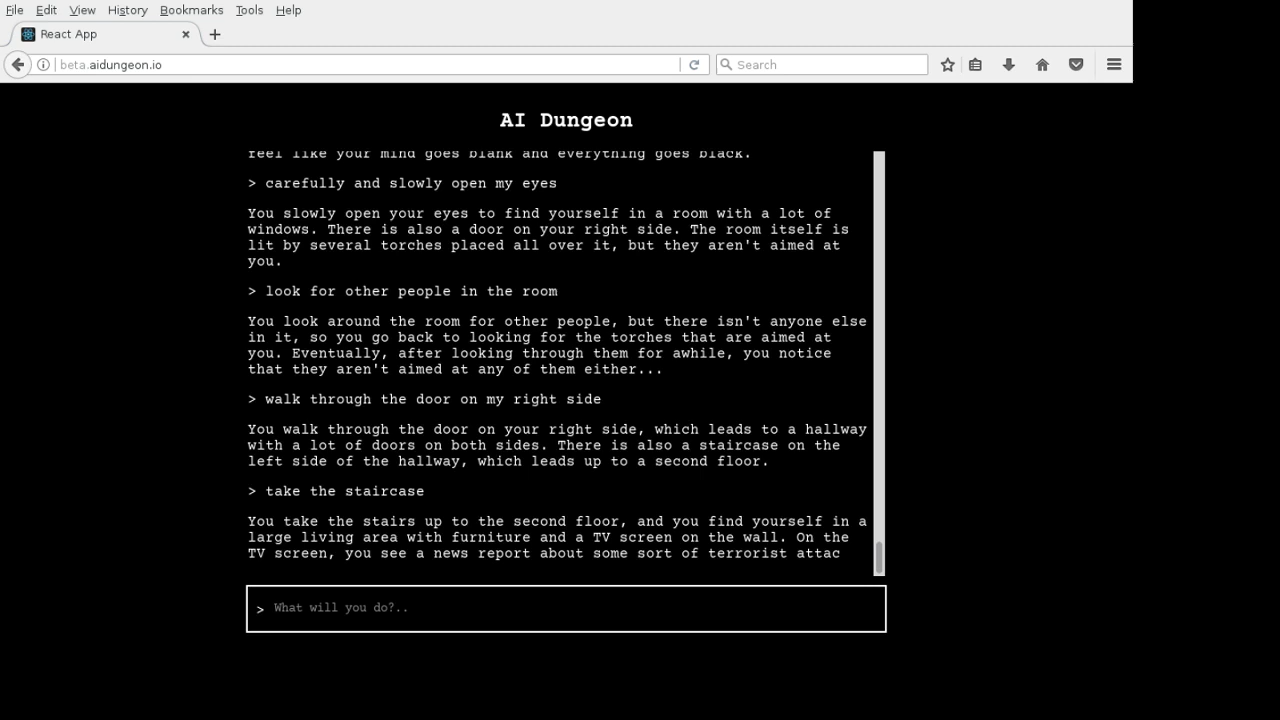 File Edit View History Bookmarks Tools Help
React App
beta.aidungeon.io
Search
AI Dungeon
feel like your mind goes blank and everything goes black.
> carefully and slowly open my eyes
You slowly open your eyes to find yourself in a room with a lot of
windows. There is also a door on your right side. The room itself is
lit by several torches placed all over it, but they aren't aimed at
you.
> look for other people in the room
You look around the room for other people, but there isn't anyone else
in it, so you go back to looking for the torches that are aimed at
you. Eventually, after looking through them for awhile, you notice
that they aren't aimed at any of them either...
> walk through the door on my right side
You walk through the door on your right side, which leads to a hallway
with a lot of doors on both sides. There is also a staircase on the
left side of the hallway, which leads up to a second floor.
> take the staircase
You take the stairs up to the second floor, and you find yourself in a
large living area with furniture and a TV screen on the wall. On the
TV screen, you see a news report about some sort of terrorist attac
> What will you do?..